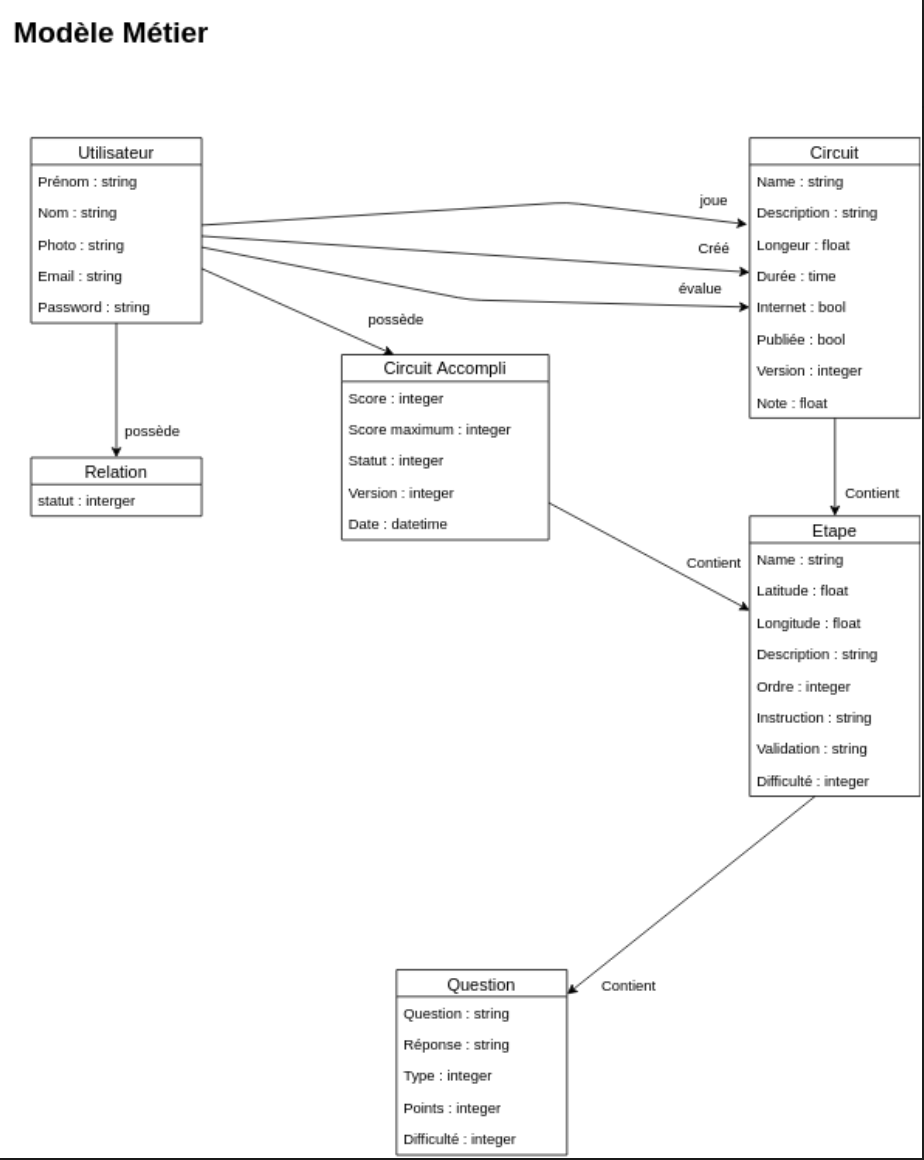 Modèle Métier
Utilisateur
Prénom : string
Nom : string
Photo : string
Email : string
Password : string
joue
Créé
évalue
possède
possède
Circuit
Name : string
Description : string
Longeur : float
Durée : time
Internet : bool
Publiée : bool
Version : integer
Note : float
Circuit Accompli
Score : integer
Score maximum : integer
Statut : integer
Version : integer
Date : datetime
Relation
statut : interger
Contient
Contient
Etape
Name : string
Latitude : float
Longitude : float
Description : string
Ordre : integer
Instruction : string
Validation : string
Difficulté : integer
Contient
Question
Question : string
Réponse : string
Type : integer
Points : integer
Difficulté : integer